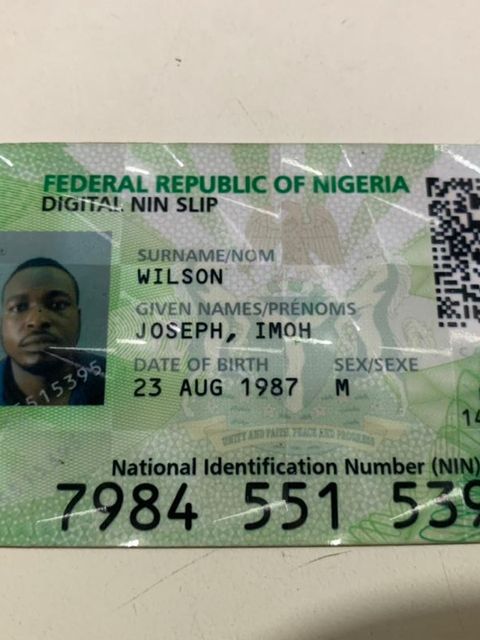 FEDERAL REPUBLIC OF NIGERIA
DIGITAL NIN SLIP
SURNAME/NOM
WILSON
GIVEN NAMES/PRÉNOMS
JOSEPH, IMOH
DATE OF BIRTH SEX/SEXE
23 AUG 1987 M
515395
UNITY AND FAITH, PEACE AND PROGRESS
14
National Identification Number (NIN)
7984 551 539